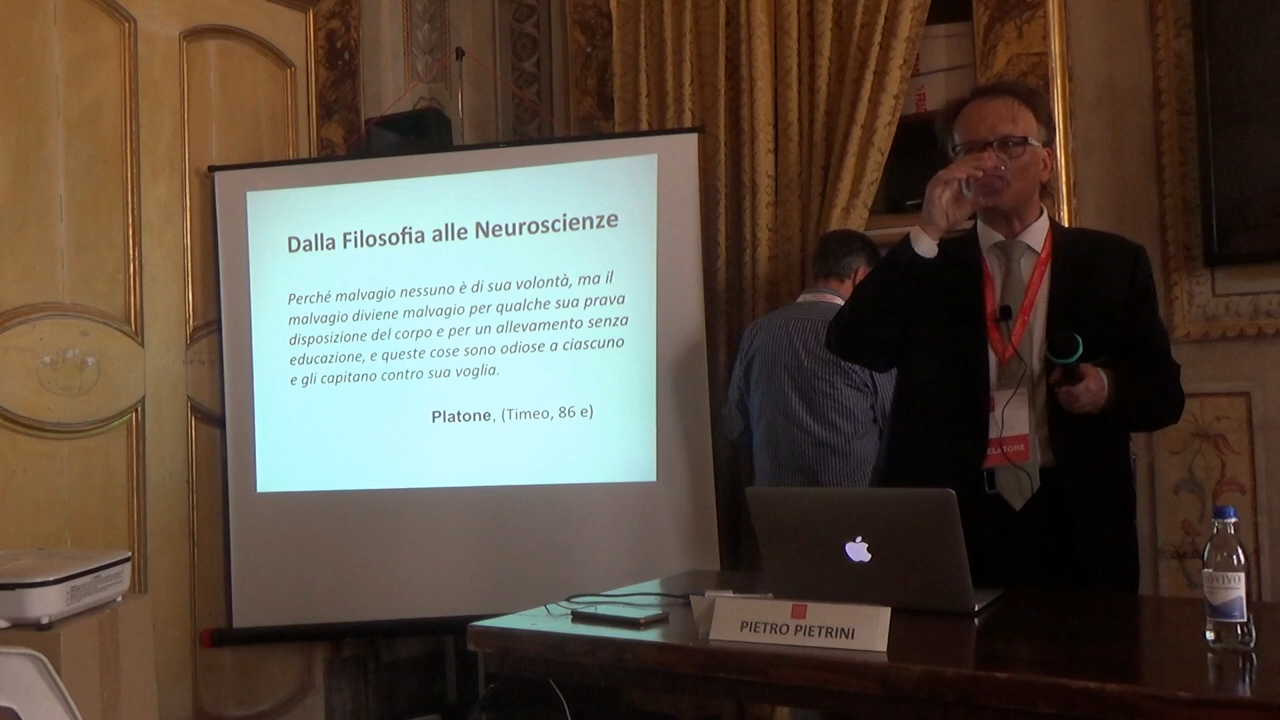 Dalla Filosofia alle Neuroscienze
Perché malvagio nessuno è di sua volontà, ma il
malvagio diviene malvagio per qualche sua prava
disposizione del corpo e per un allevamento senza
educazione, e queste cose sono odiose a ciascuno
e gli capitano contro sua voglia.
Platone, (Timeo, 86 e)
ELATORE
PIETRO PIETRINI
OVIVO